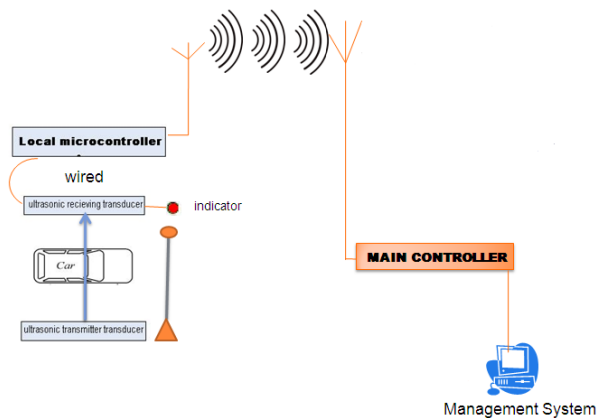 Local microcontroller
wired
ultrasonic recieving transducer
indicator
Car
MAIN CONTROLLER
ultrasonic transmitter transducer
Management System